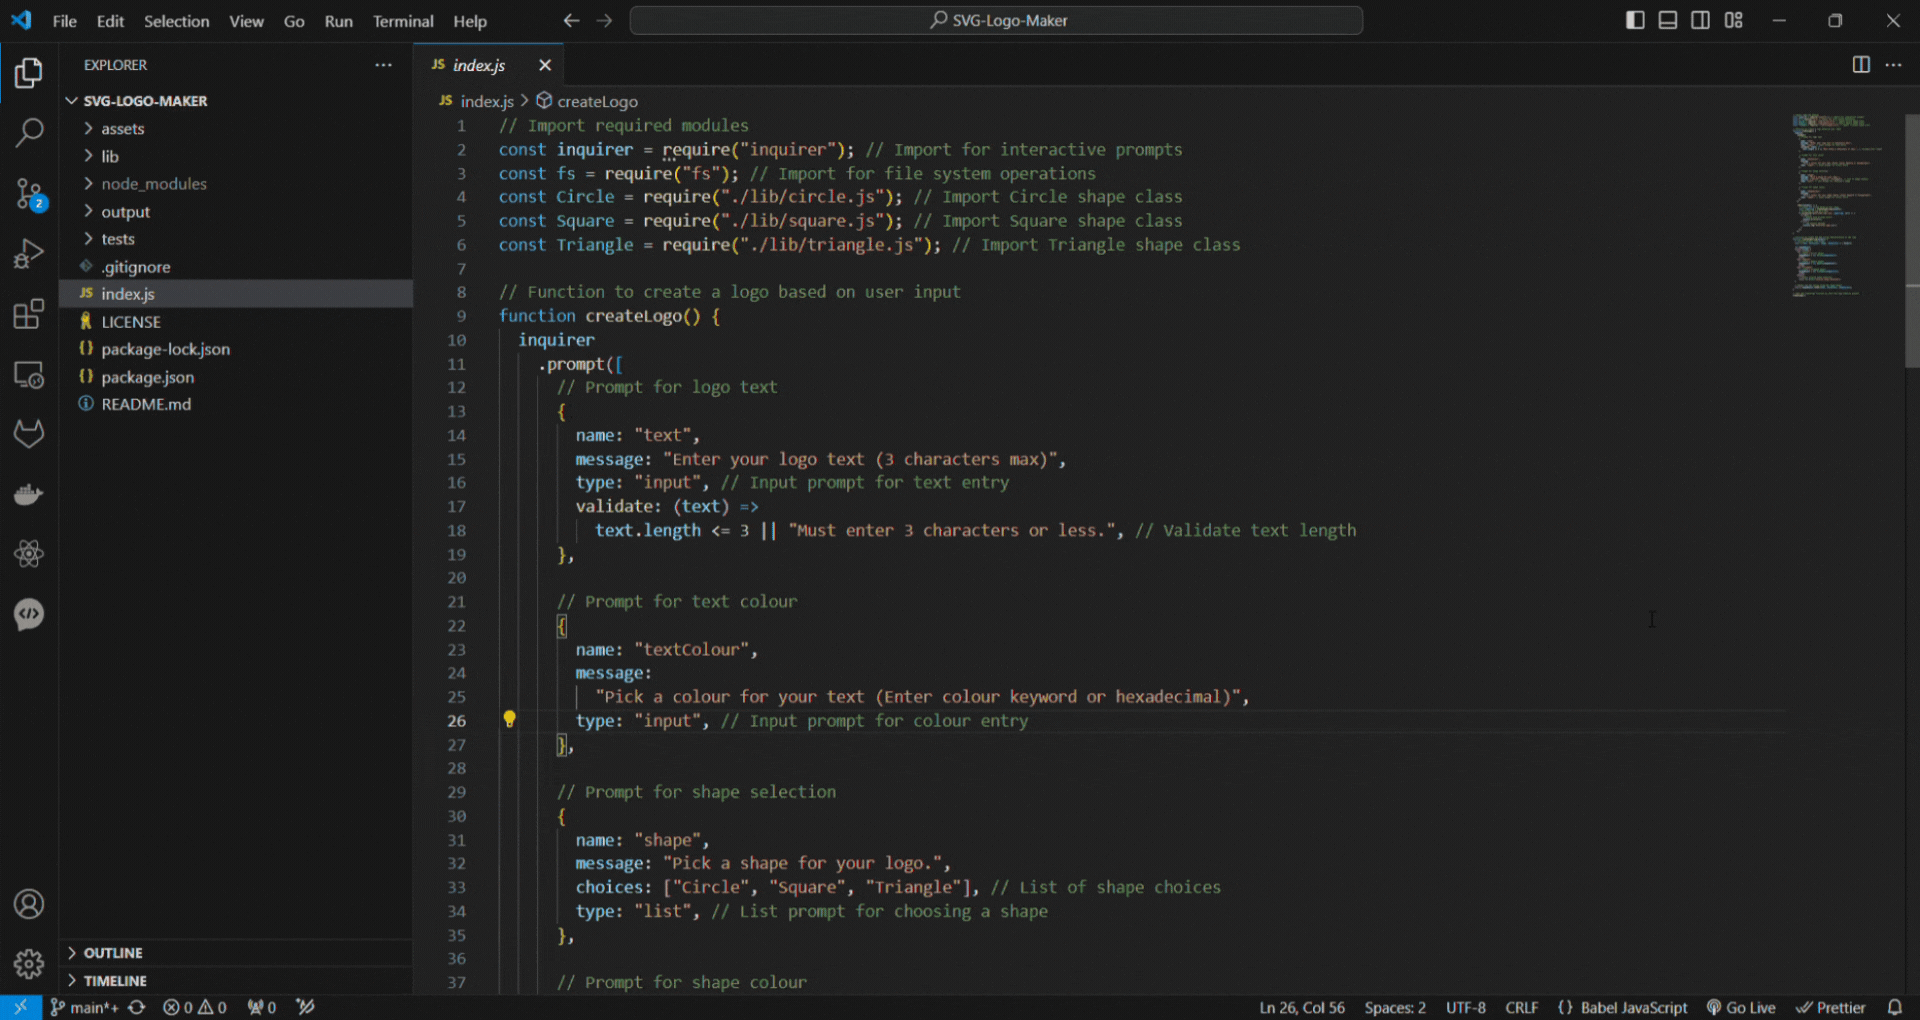 File Edit Selection View Go Run Terminal Help
SVG-Logo-Maker
EXPLORER
SVG-LOGO-MAKER
assets
lib
node_modules
output
tests
.gitignore
JS index.js
LICENSE
{} package-lock.json
{} package.json
README.md
OUTLINE
TIMELINE
2
JS index.js
JS index.js > createLogo
1 // Import required modules
2 const inquirer = require("inquirer"); // Import for interactive prompts
3 const fs = require("fs"); // Import for file system operations
4 const Circle = require("./lib/circle.js"); // Import Circle shape class
5 const Square = require("./lib/square.js"); // Import Square shape class
6 const Triangle = require("./lib/triangle.js"); // Import Triangle shape class
7
8 // Function to create a logo based on user input
9 function createLogo() {
10 inquirer
11 .prompt([
12 // Prompt for logo text
13 {
14 name: "text",
15 message: "Enter your logo text (3 characters max)",
16 type: "input", // Input prompt for text entry
17 validate: (text) =>
18 text.length <= 3 || "Must enter 3 characters or less.", // Validate text length
19 },
20
21 // Prompt for text colour
22 {
23 name: "textColour",
24 message:
25 "Pick a colour for your text (Enter colour keyword or hexadecimal)",
26 type: "input", // Input prompt for colour entry
27 },
28
29 // Prompt for shape selection
30 {
31 name: "shape",
32 message: "Pick a shape for your logo.",
33 choices: ["Circle", "Square", "Triangle"], // List of shape choices
34 type: "list", // List prompt for choosing a shape
35 },
36
37 // Prompt for shape colour
main*+ 0 0 0 Ln 26, Col 56 Spaces: 2 UTF-8 CRLF {} Babel JavaScript Go Live Prettier